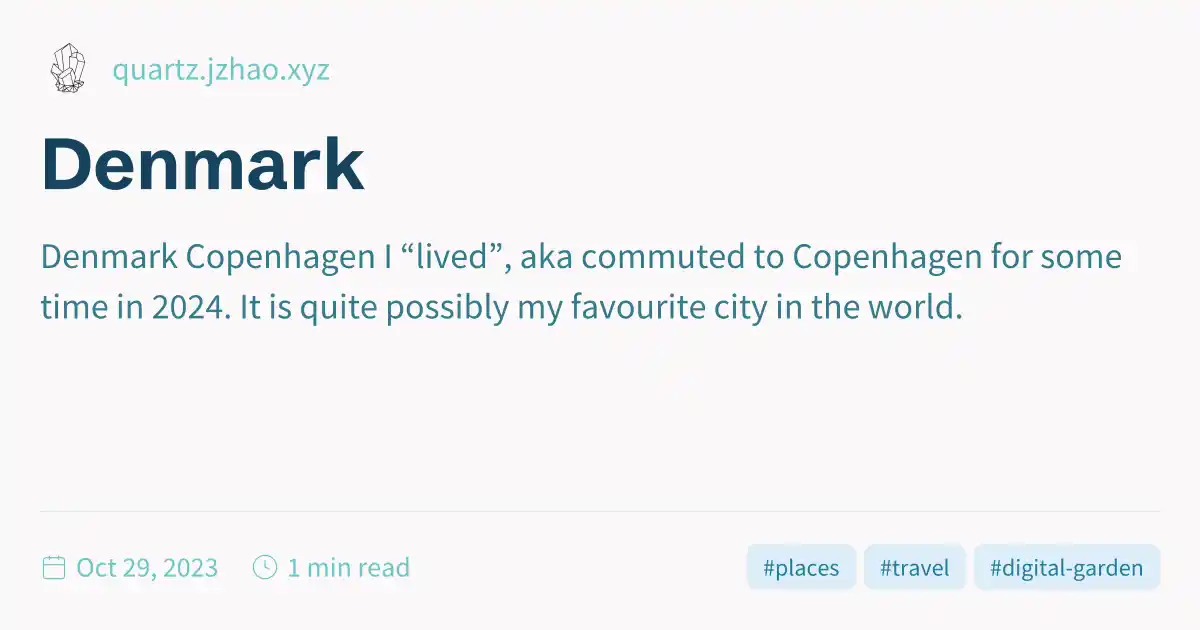 quartz.jzhao.xyz
Denmark
Denmark Copenhagen I “lived”, aka commuted to Copenhagen for some
time in 2024. It is quite possibly my favourite city in the world.
Oct 29, 2023 1 min read #places #travel #digital-garden